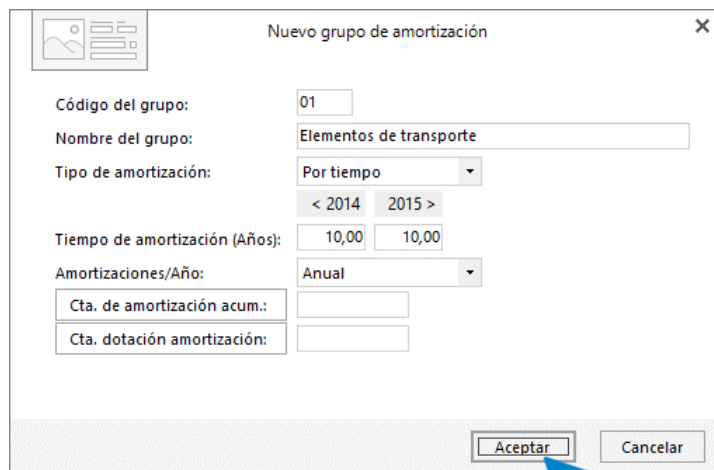 Nuevo grupo de amortización
Código del grupo: 01
Nombre del grupo: Elementos de transporte
Tipo de amortización: Por tiempo
< 2014 2015 >
Tiempo de amortización (Años): 10,00 10,00
Amortizaciones/Año: Anual
Cta. de amortización acum.:
Cta. dotación amortización:
Aceptar Cancelar